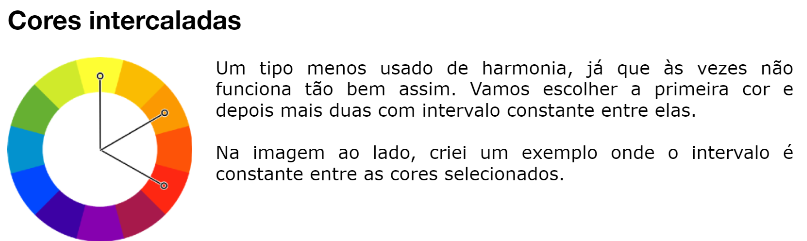 Cores intercaladas
Um tipo menos usado de harmonia, já que às vezes não
funciona tão bem assim. Vamos escolher a primeira cor e
depois mais duas com intervalo constante entre elas.
Na imagem ao lado, criei um exemplo onde o intervalo é
constante entre as cores selecionados.